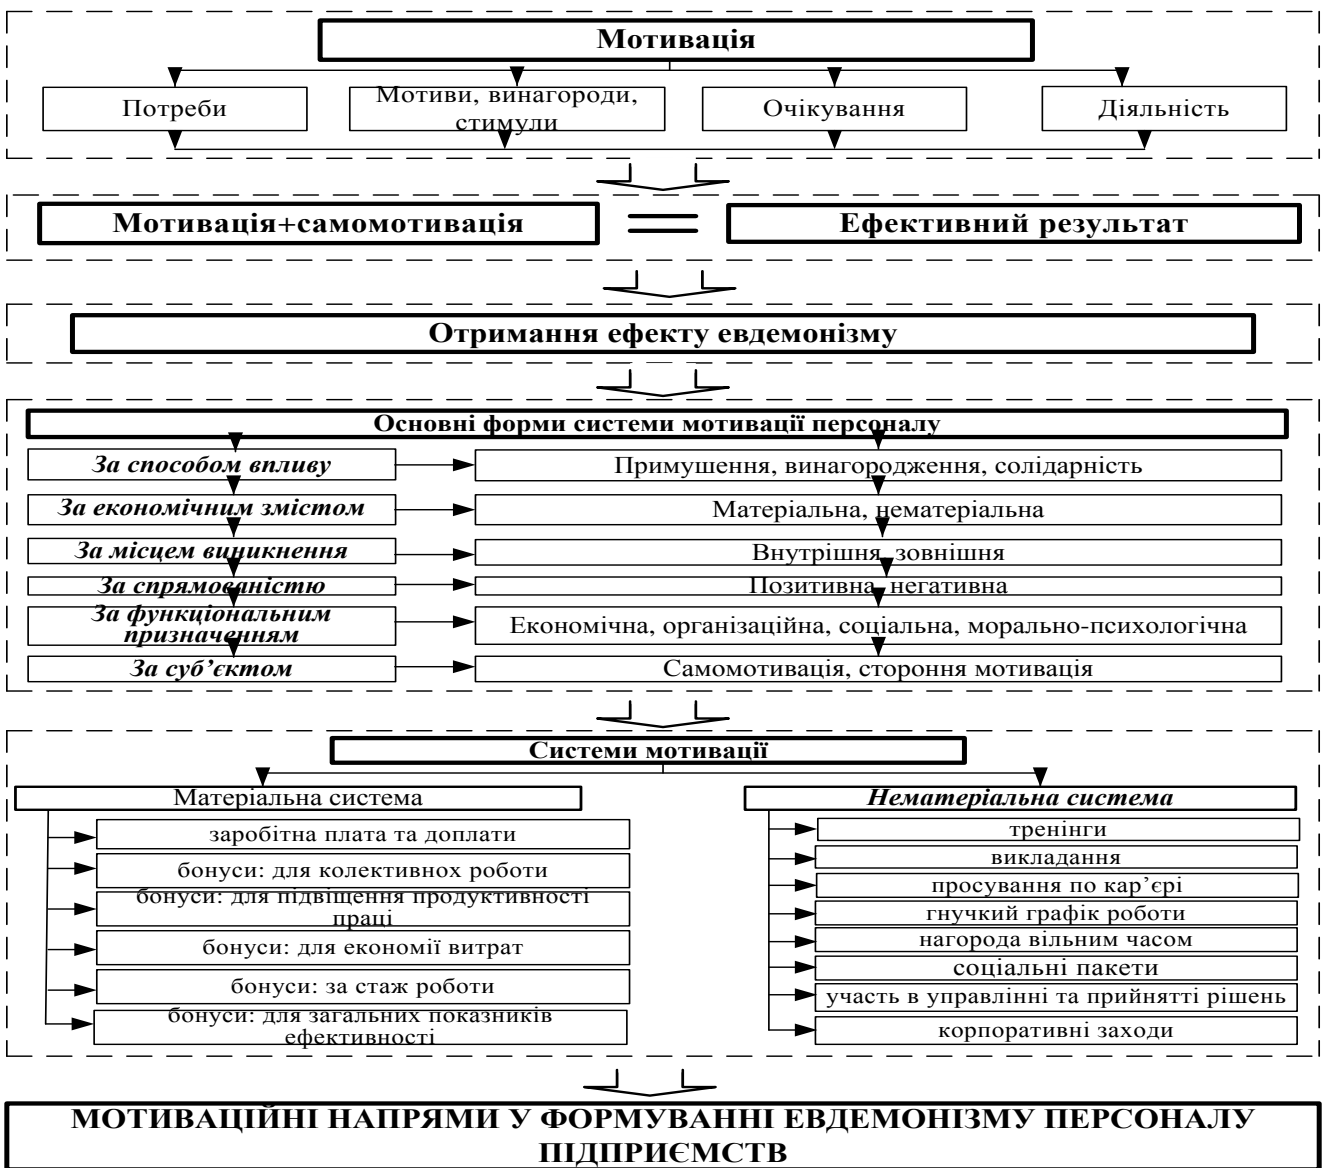 Мотивація
Потреби
Мотиви, винагороди,
стимули
Очікування
Діяльність
Мотивація+самомотивація
Ефективний результат
Отримання ефекту евдемонізму
Основні форми системи мотивації персоналу
За способом впливу
Примушення, винагородження, солідарність
За економічним змістом
Матеріальна, нематеріальна
За місцем виникнення
Внутрішня, зовнішня
За спрямованістю
Позитивна, негативна
За функціональним
призначенням
Економічна, організаційна, соціальна, морально-психологічна
За суб’єктом
Самомотивація, стороння мотивація
Системи мотивації
Матеріальна система
заробітна плата та доплати
бонуси: для колективнох роботи
бонуси: для підвіщення продуктивності
праці
бонуси: для економії витрат
бонуси: за стаж роботи
бонуси: для загальних показників
ефективності
Нематеріальна система
тренінги
викладання
просування по кар’єрі
гнучкий графік роботи
нагорода вільним часом
соціальні пакети
участь в управлінні та прийнятті рішень
корпоративні заходи
МОТИВАЦІЙНІ НАПРЯМИ У ФОРМУВАННІ ЕВДЕМОНІЗМУ ПЕРСОНАЛУ
ПІДПРИЄМСТВ